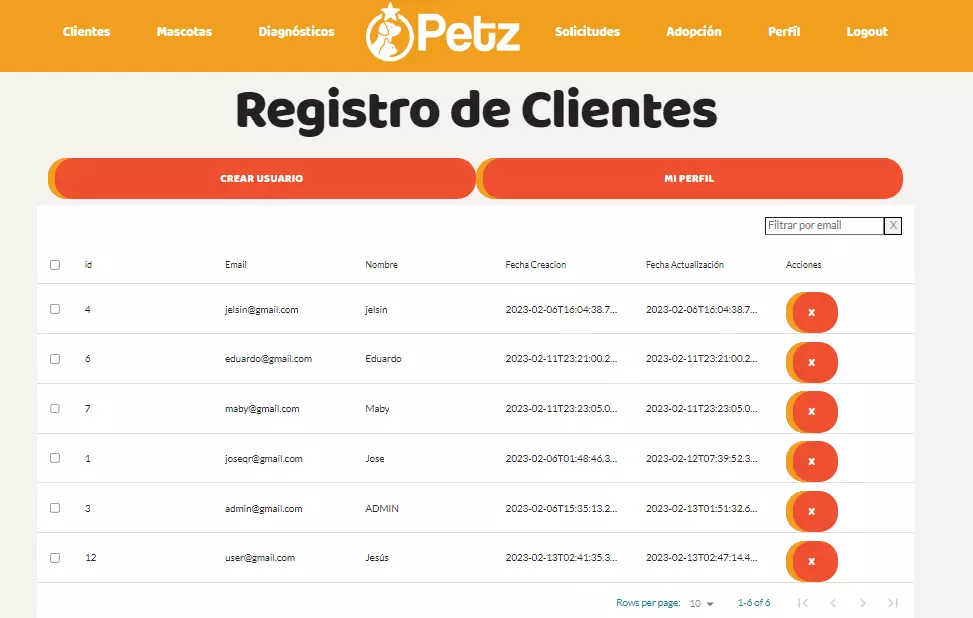 Clientes Mascotas Diagnósticos Petz Solicitudes Adopción Perfil Logout
Registro de Clientes
CREAR USUARIO MI PERFIL
Filtrar por email X
id Email Nombre Fecha Creacion Fecha Actualización Acciones
4 jelsin@gmail.com jelsin 2023-02-06T16:04:38.7... 2023-02-06T16:04:38.7... x
6 eduardo@gmail.com Eduardo 2023-02-11T23:21:00.2... 2023-02-11T23:21:00.2... x
7 maby@gmail.com Maby 2023-02-11T23:23:05.0... 2023-02-11T23:23:05.0... x
1 joseqr@gmail.com Jose 2023-02-06T01:48:46.3... 2023-02-12T07:39:52.3... x
3 admin@gmail.com ADMIN 2023-02-06T15:35:13.2... 2023-02-13T01:51:32.6... x
12 user@gmail.com Jesús 2023-02-13T02:41:35.3... 2023-02-13T02:47:14.4... x
Rows per page: 10 1-6 of 6